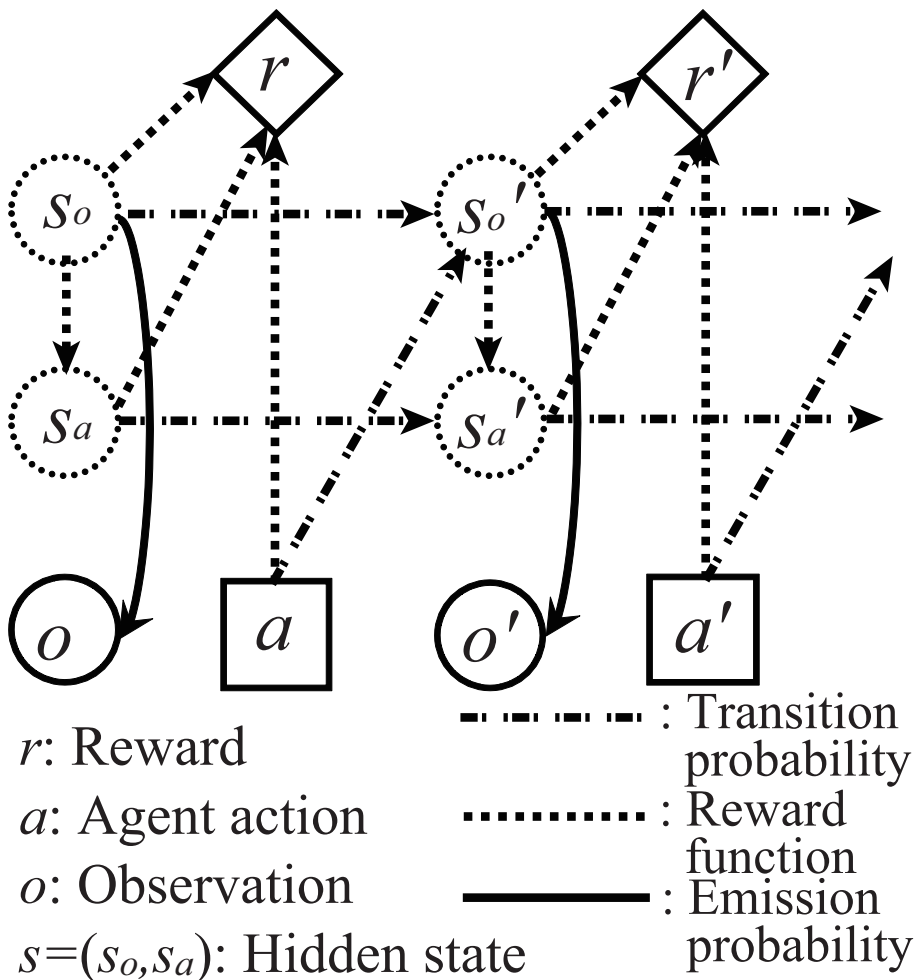 r r′
sₒ sₒ′
sₐ sₐ′
o a o′ a′
r: Reward
a: Agent action
o: Observation
s=(sₒ,sₐ): Hidden state
: Transition
probability
: Reward
function
: Emission
probability